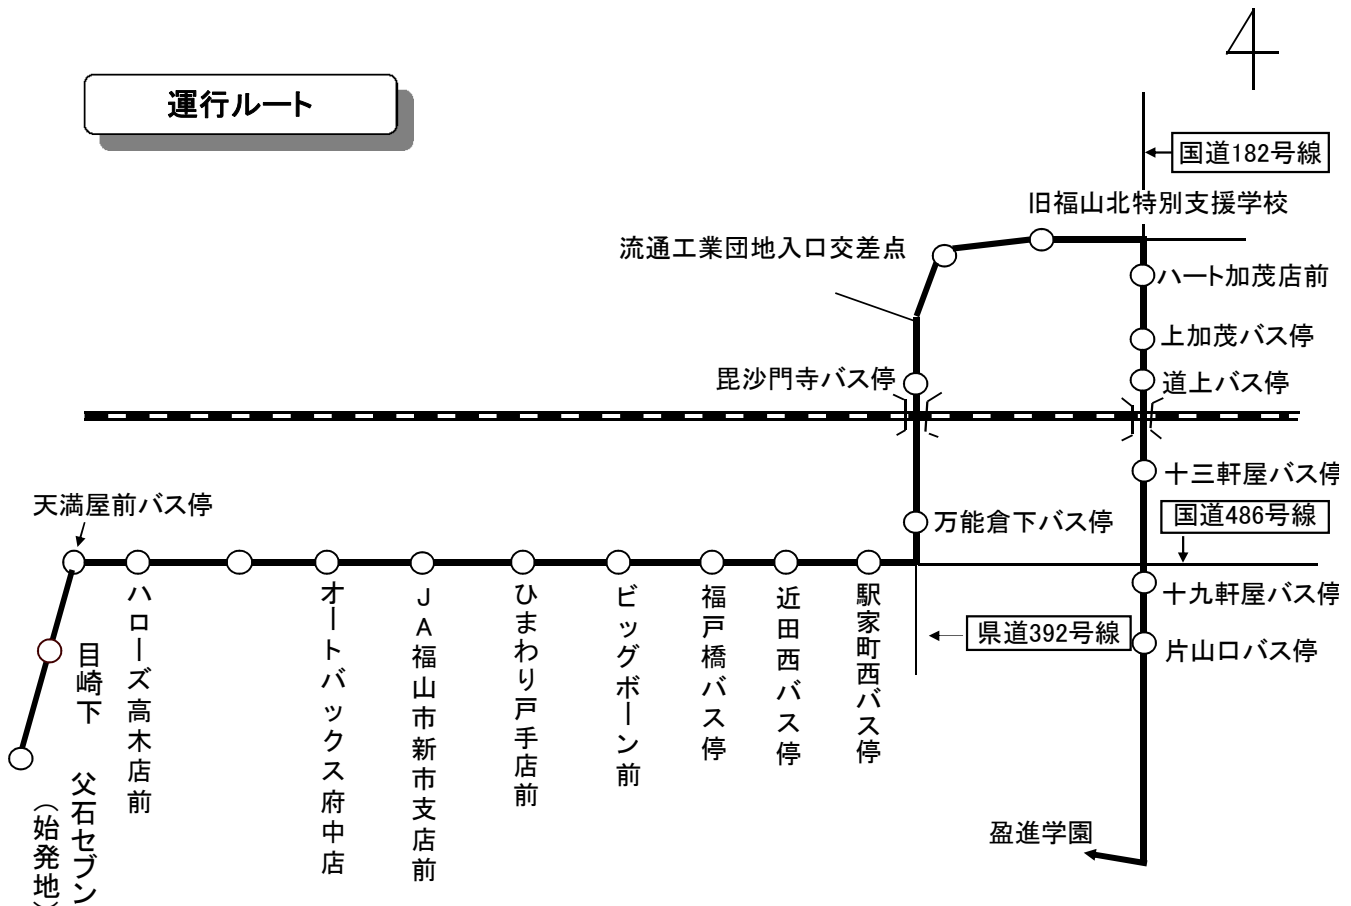 運行ルート
国道182号線
旧福山北特別支援学校
流通工業団地入口交差点
ハート加茂店前
上加茂バス停
毘沙門寺バス停
道上バス停
十三軒屋バス停
天満屋前バス停
万能倉下バス停
国道486号線
十九軒屋バス停
県道392号線
片山口バス停
目崎下
ハローズ高木店前
オートバックス府中店
JA福山市新市支店前
ひまわり戸手店前
ビッグボーン前
福戸橋バス停
近田西バス停
駅家町西バス停
父石セブン
（始発地）
盈進学園